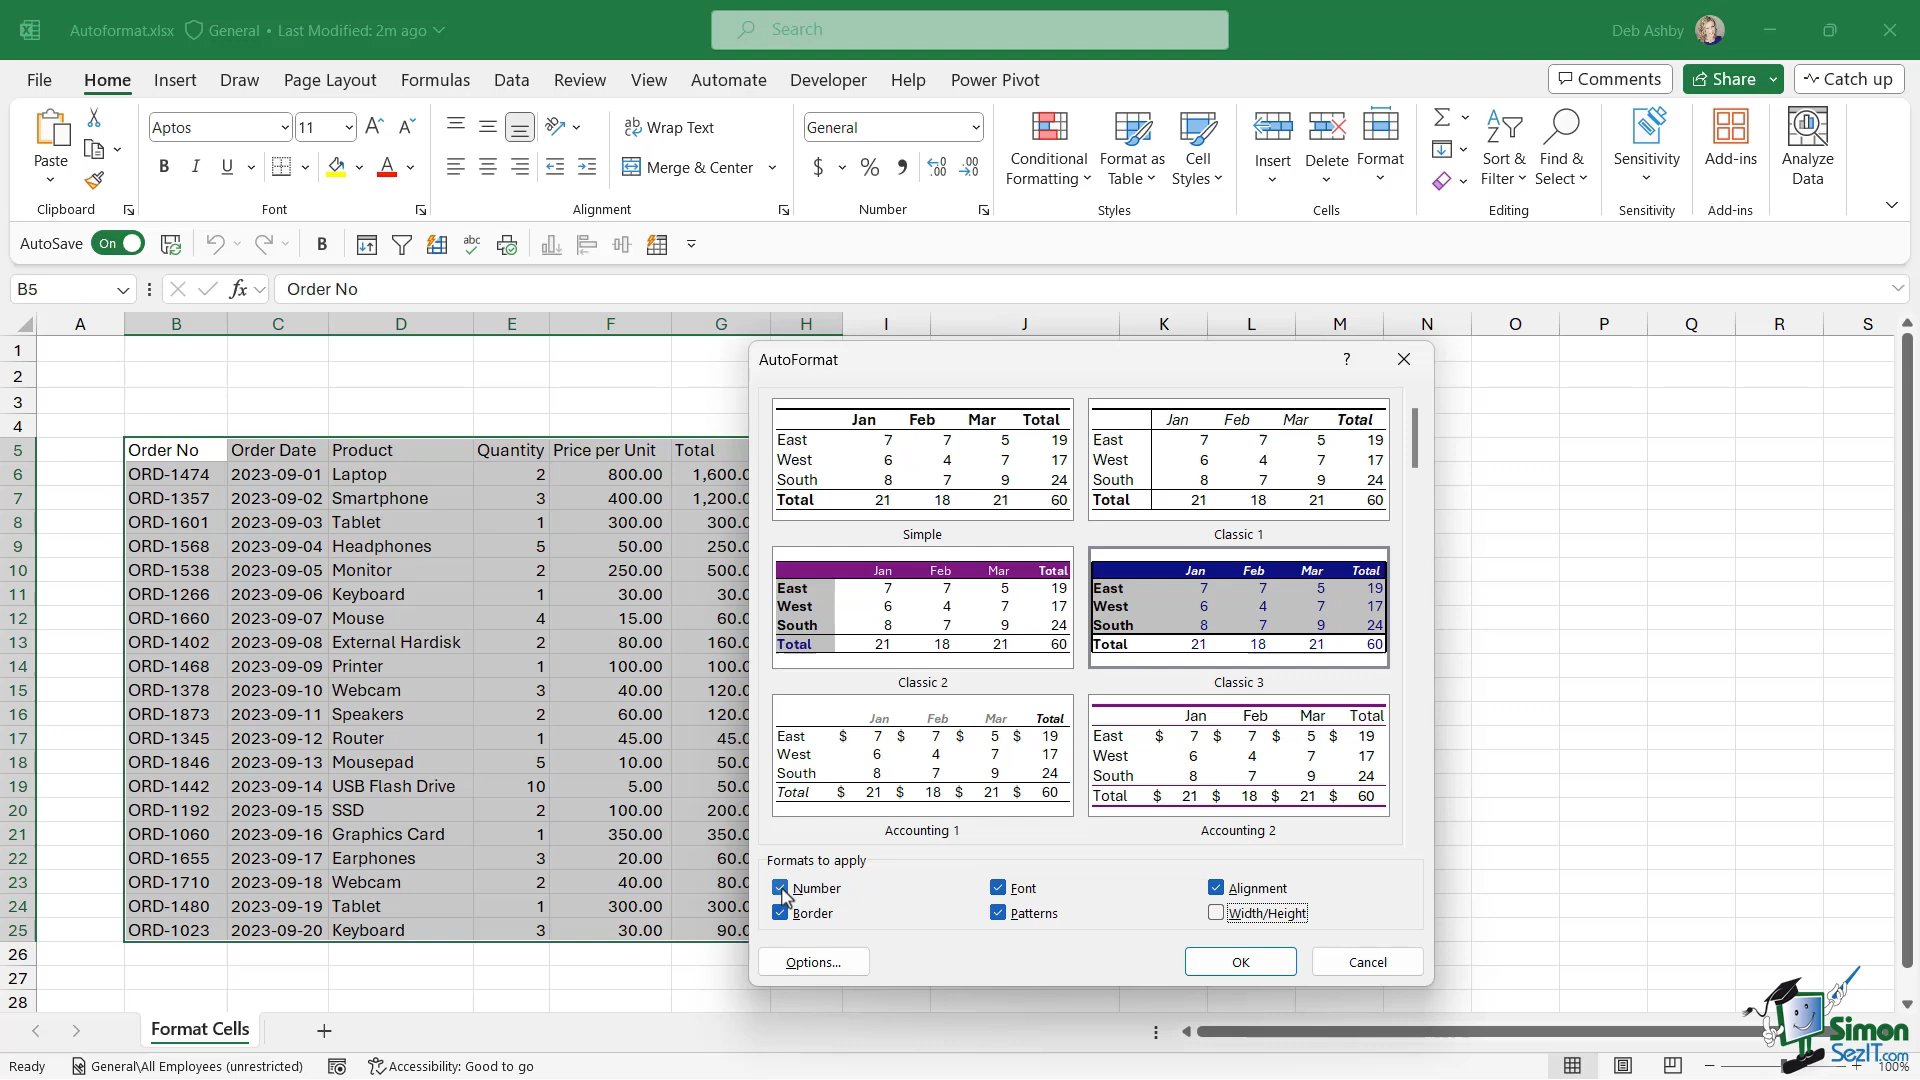 Autoformat.xlsx General • Last Modified: 2m ago Search Deb Ashby
File Home Insert Draw Page Layout Formulas Data Review View Automate Developer Help Power Pivot Comments Share Catch up
Aptos 11 Wrap Text General
Paste B I U Merge & Center $ % Conditional Formatting Format as Table Cell Styles Insert Delete Format Sort & Filter Find & Select Sensitivity Add-ins Analyze Data
Clipboard Font Alignment Number Styles Cells Editing Sensitivity Add-ins
AutoSave On B abc
B5 fx Order No
A B C D E F G H I J K L M N O P Q R S
1
2
3
4
5 Order No Order Date Product Quantity Price per Unit Total
6 ORD-1474 2023-09-01 Laptop 2 800.00 1,600.0
7 ORD-1357 2023-09-02 Smartphone 3 400.00 1,200.0
8 ORD-1601 2023-09-03 Tablet 1 300.00 300.0
9 ORD-1568 2023-09-04 Headphones 5 50.00 250.0
10 ORD-1538 2023-09-05 Monitor 2 250.00 500.0
11 ORD-1266 2023-09-06 Keyboard 1 30.00 30.0
12 ORD-1660 2023-09-07 Mouse 4 15.00 60.0
13 ORD-1402 2023-09-08 External Hardisk 2 80.00 160.0
14 ORD-1468 2023-09-09 Printer 1 100.00 100.0
15 ORD-1378 2023-09-10 Webcam 3 40.00 120.0
16 ORD-1873 2023-09-11 Speakers 2 60.00 120.0
17 ORD-1345 2023-09-12 Router 1 45.00 45.0
18 ORD-1846 2023-09-13 Mousepad 5 10.00 50.0
19 ORD-1442 2023-09-14 USB Flash Drive 10 5.00 50.0
20 ORD-1192 2023-09-15 SSD 2 100.00 200.0
21 ORD-1060 2023-09-16 Graphics Card 1 350.00 350.0
22 ORD-1655 2023-09-17 Earphones 3 20.00 60.0
23 ORD-1710 2023-09-18 Webcam 2 40.00 80.0
24 ORD-1480 2023-09-19 Tablet 1 300.00 300.0
25 ORD-1023 2023-09-20 Keyboard 3 30.00 90.0
26
27
28
AutoFormat ?
Jan Feb Mar Total
East 7 7 5 19
West 6 4 7 17
South 8 7 9 24
Total 21 18 21 60
Simple
Jan Feb Mar Total
East 7 7 5 19
West 6 4 7 17
South 8 7 9 24
Total 21 18 21 60
Classic 1
Jan Feb Mar Total
East 7 7 5 19
West 6 4 7 17
South 8 7 9 24
Total 21 18 21 60
Classic 2
Jan Feb Mar Total
East 7 7 5 19
West 6 4 7 17
South 8 7 9 24
Total 21 18 21 60
Classic 3
Jan Feb Mar Total
East $ 7 $ 7 $ 5 $ 19
West 6 4 7 17
South 8 7 9 24
Total $ 21 $ 18 $ 21 $ 60
Accounting 1
Jan Feb Mar Total
East $ 7 $ 7 $ 5 $ 19
West 6 4 7 17
South 8 7 9 24
Total $ 21 $ 18 $ 21 $ 60
Accounting 2
Formats to apply
Number Font Alignment
Border Patterns Width/Height
Options... OK Cancel
Format Cells
Simon
SezIT.com
Ready General\All Employees (unrestricted) Accessibility: Good to go 100%